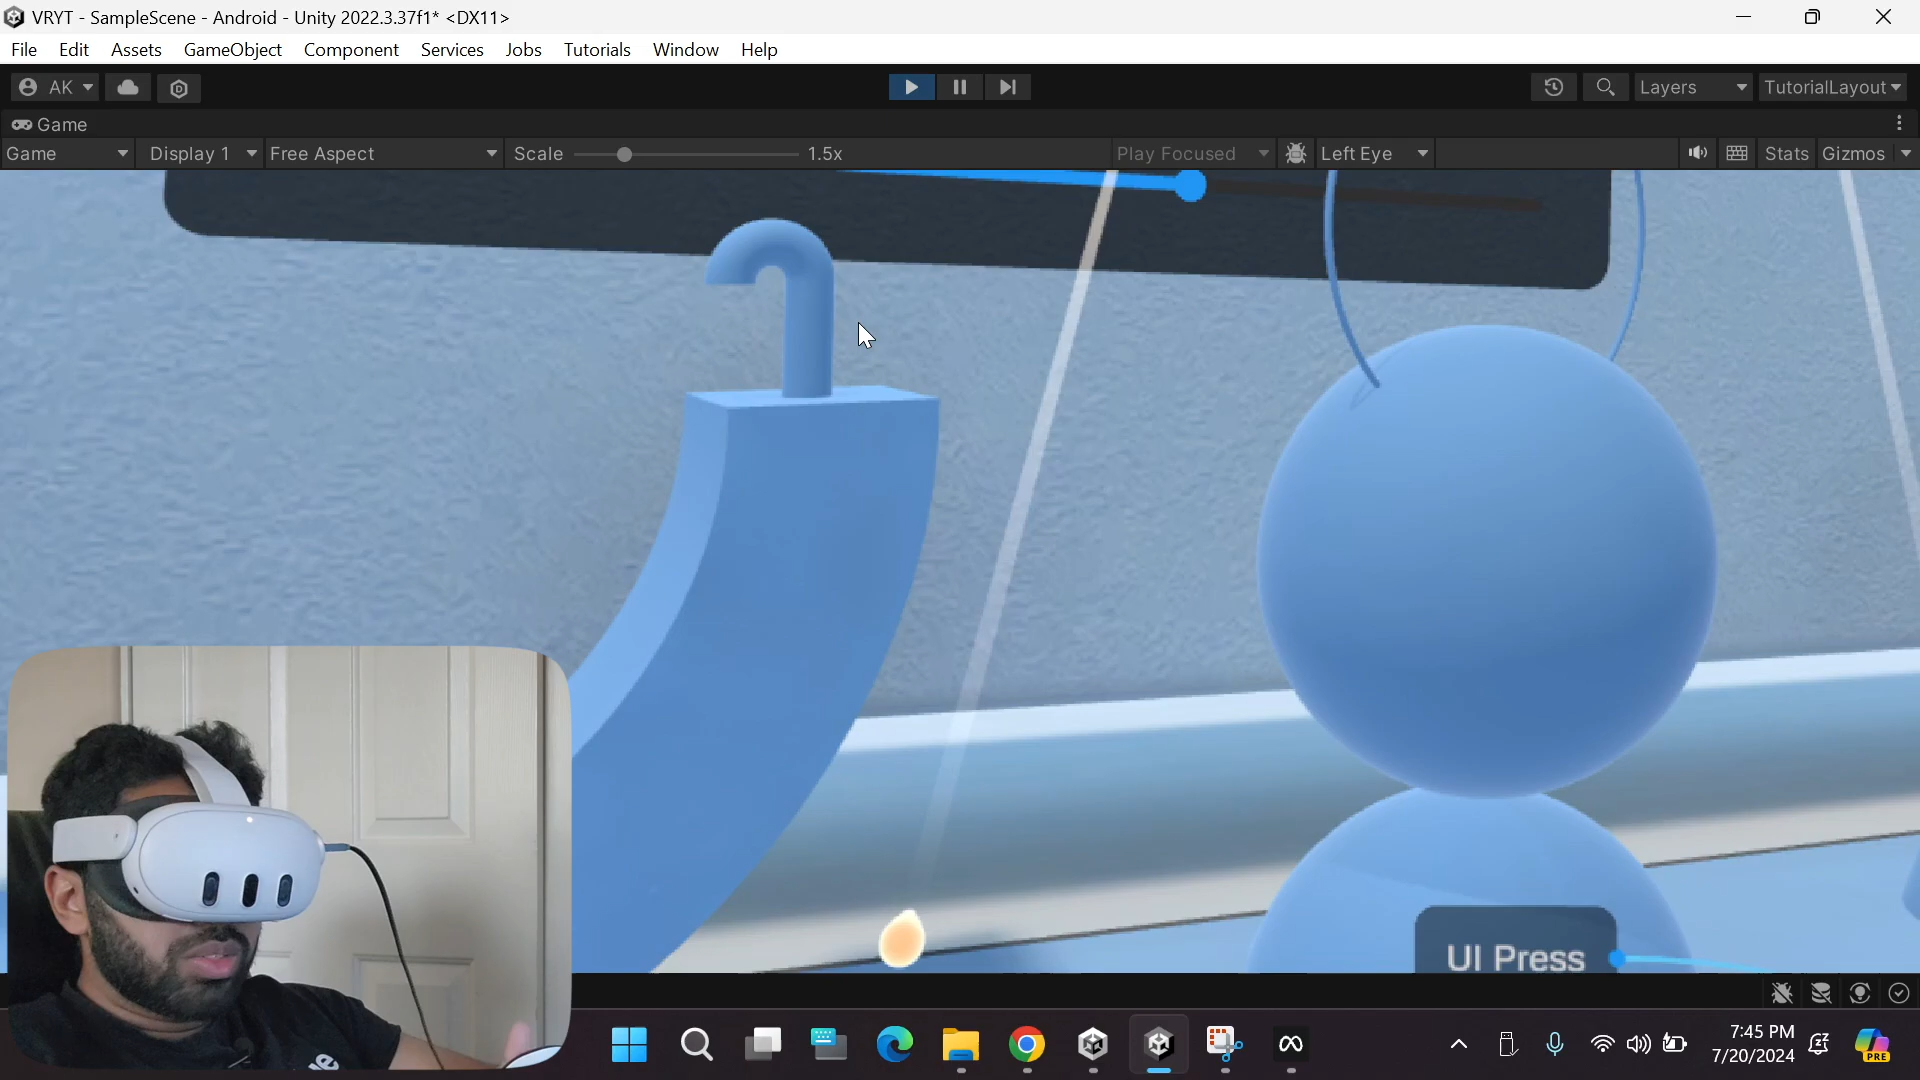 VRYT - SampleScene - Android - Unity 2022.3.37f1* <DX11>
File Edit Assets GameObject Component Services Jobs Tutorials Window Help
AK Layers TutorialLayout
Game
Game Display 1 Free Aspect Scale 1.5x Play Focused Left Eye Stats Gizmos
UI Press
7:45 PM
7/20/2024
PRE